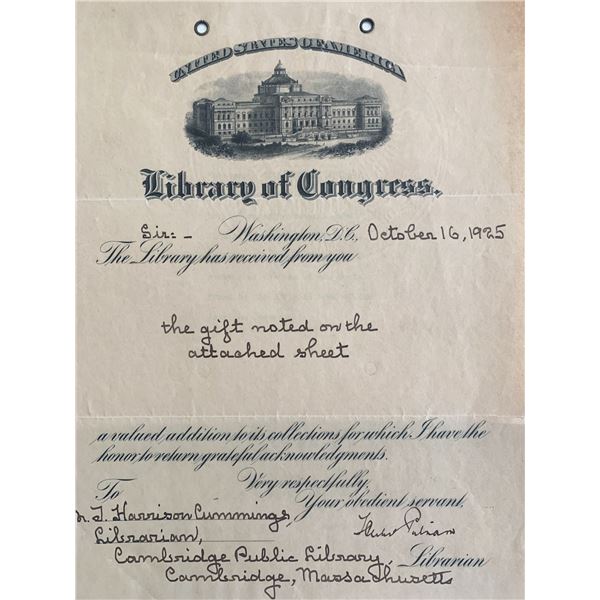 UNITED STATES OF AMERICA
Library of Congress.
Sir:- Washington, D.C., October 16, 1925
The Library has received from you
the gift noted on the
attached sheet
a valued addition to its collections for which I have the
honor to return grateful acknowledgments.
Very respectfully,
To Your obedient servant,
T. Harrison Cummings,
Librarian,
Cambridge Public Library, Librarian
Cambridge, Massachusetts